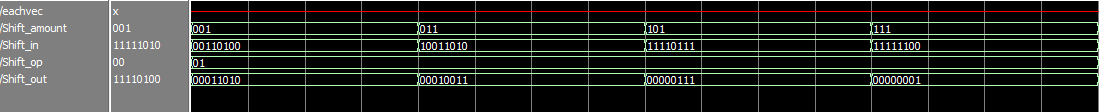 /eachvec x
/Shift_amount 001 001 011 101 111
/Shift_in 11111010 00110100 10011010 11110111 11111100
/Shift_op 00 01
/Shift_out 11110100 00011010 00010011 00000111 00000001